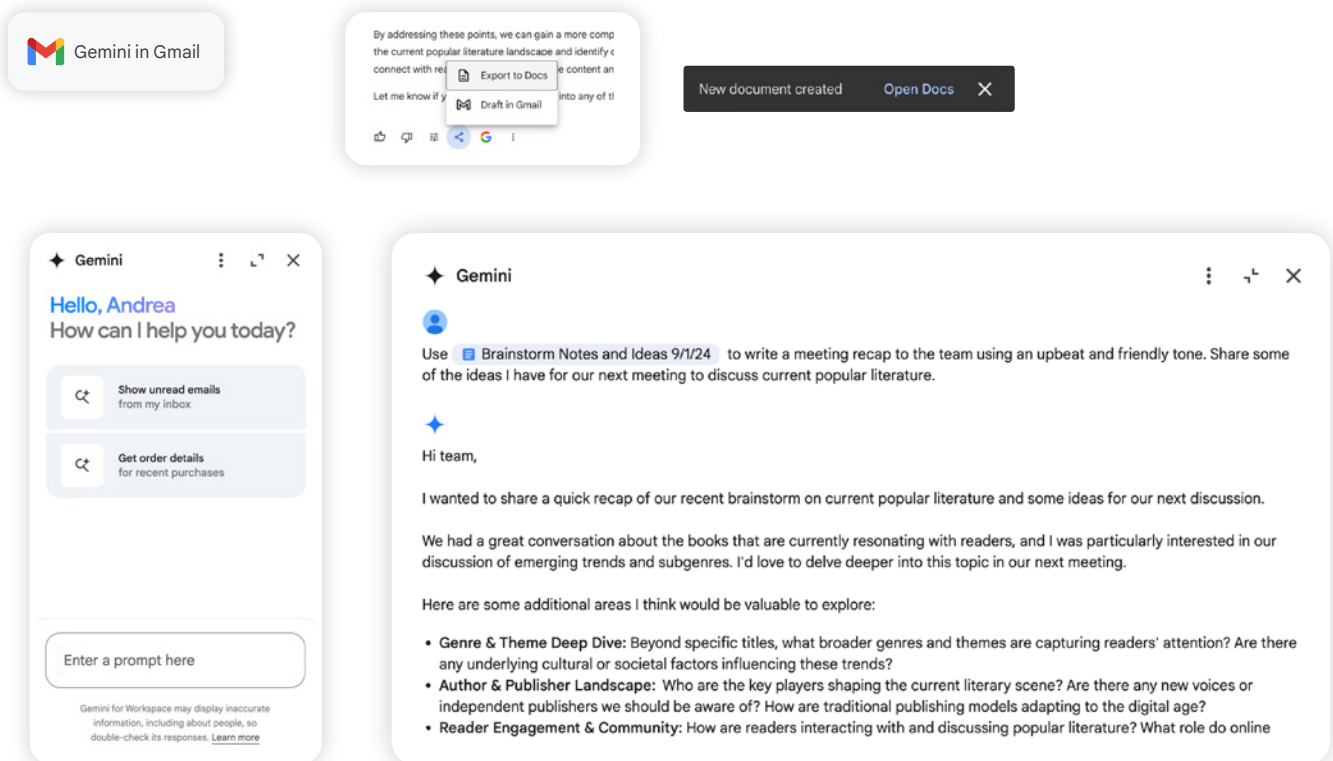 Gemini in Gmail
By addressing these points, we can gain a more comp
the current popular literature landscape and identify
connect with
Export to Docs
content an
Let me know if
Draft in Gmail
into any of
New document created Open Docs
Gemini
Hello, Andrea
How can I help you today?
Show unread emails
from my inbox
Get order details
for recent purchases
Enter a prompt here
Gemini for Workspace may display inaccurate
information, including about people, so
double-check its responses. Learn more
Gemini
Use Brainstorm Notes and Ideas 9/1/24 to write a meeting recap to the team using an upbeat and friendly tone. Share some
of the ideas I have for our next meeting to discuss current popular literature.
Hi team,
I wanted to share a quick recap of our recent brainstorm on current popular literature and some ideas for our next discussion.
We had a great conversation about the books that are currently resonating with readers, and I was particularly interested in our
discussion of emerging trends and subgenres. I'd love to delve deeper into this topic in our next meeting.
Here are some additional areas I think would be valuable to explore:
• Genre & Theme Deep Dive: Beyond specific titles, what broader genres and themes are capturing readers' attention? Are there
any underlying cultural or societal factors influencing these trends?
• Author & Publisher Landscape: Who are the key players shaping the current literary scene? Are there any new voices or
independent publishers we should be aware of? How are traditional publishing models adapting to the digital age?
• Reader Engagement & Community: How are readers interacting with and discussing popular literature? What role do online